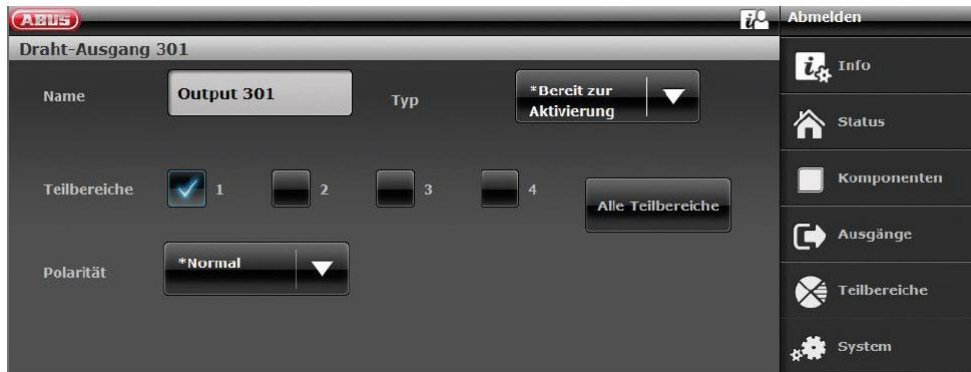 ABUS
Abmelden
Draht-Ausgang 301
Name
Output 301
Typ
*Bereit zur
Aktivierung
Teilbereiche
1
2
3
4
Alle Teilbereiche
Polarität
*Normal
Info
Status
Komponenten
Ausgänge
Teilbereiche
System